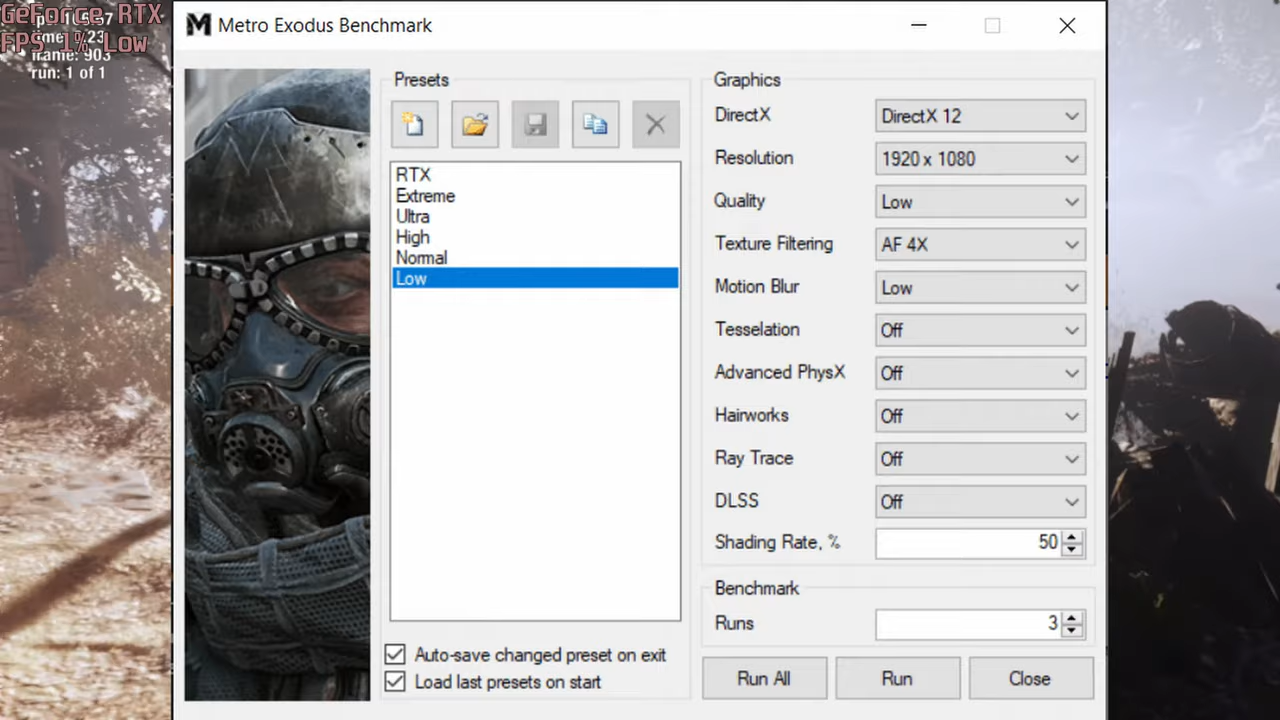 GeForce RTX
FPS 1% Low
frame: 903
run: 1 of 1
Metro Exodus Benchmark
Presets
RTX
Extreme
Ultra
High
Normal
Low
Auto-save changed preset on exit
Load last presets on start
Graphics
DirectX DirectX 12
Resolution 1920 x 1080
Quality Low
Texture Filtering AF 4X
Motion Blur Low
Tesselation Off
Advanced PhysX Off
Hairworks Off
Ray Trace Off
DLSS Off
Shading Rate, % 50
Benchmark
Runs 3
Run All Run Close